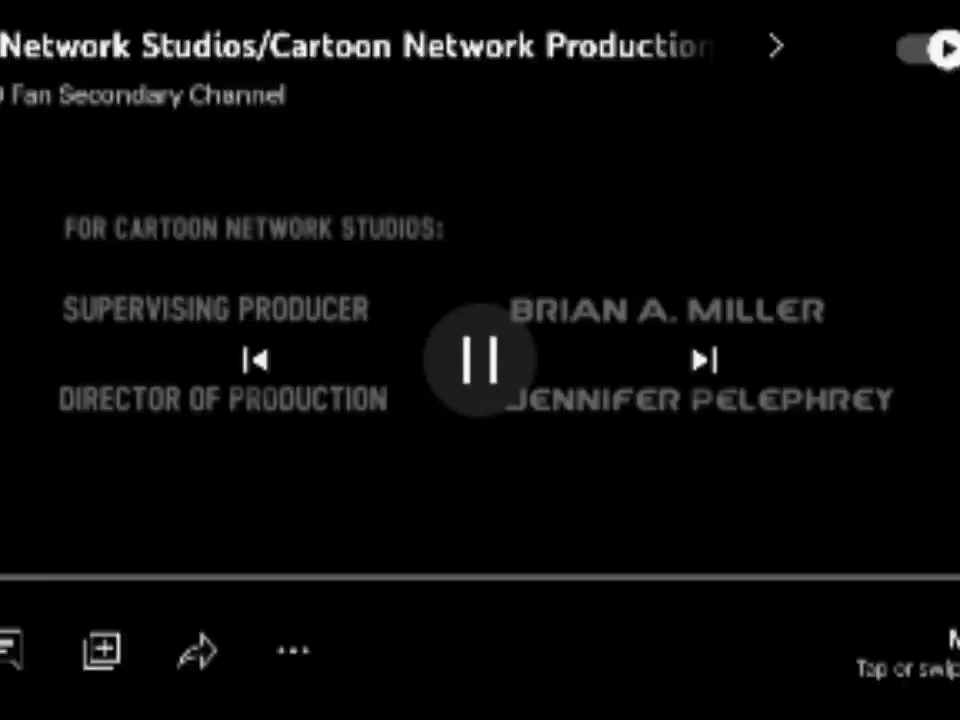 Network Studios/Cartoon Network Production
Fan Secondary Channel
FOR CARTOON NETWORK STUDIOS:
SUPERVISING PRODUCER BRIAN A. MILLER
DIRECTOR OF PRODUCTION JENNIFER PELEPHREY
Tap or swip